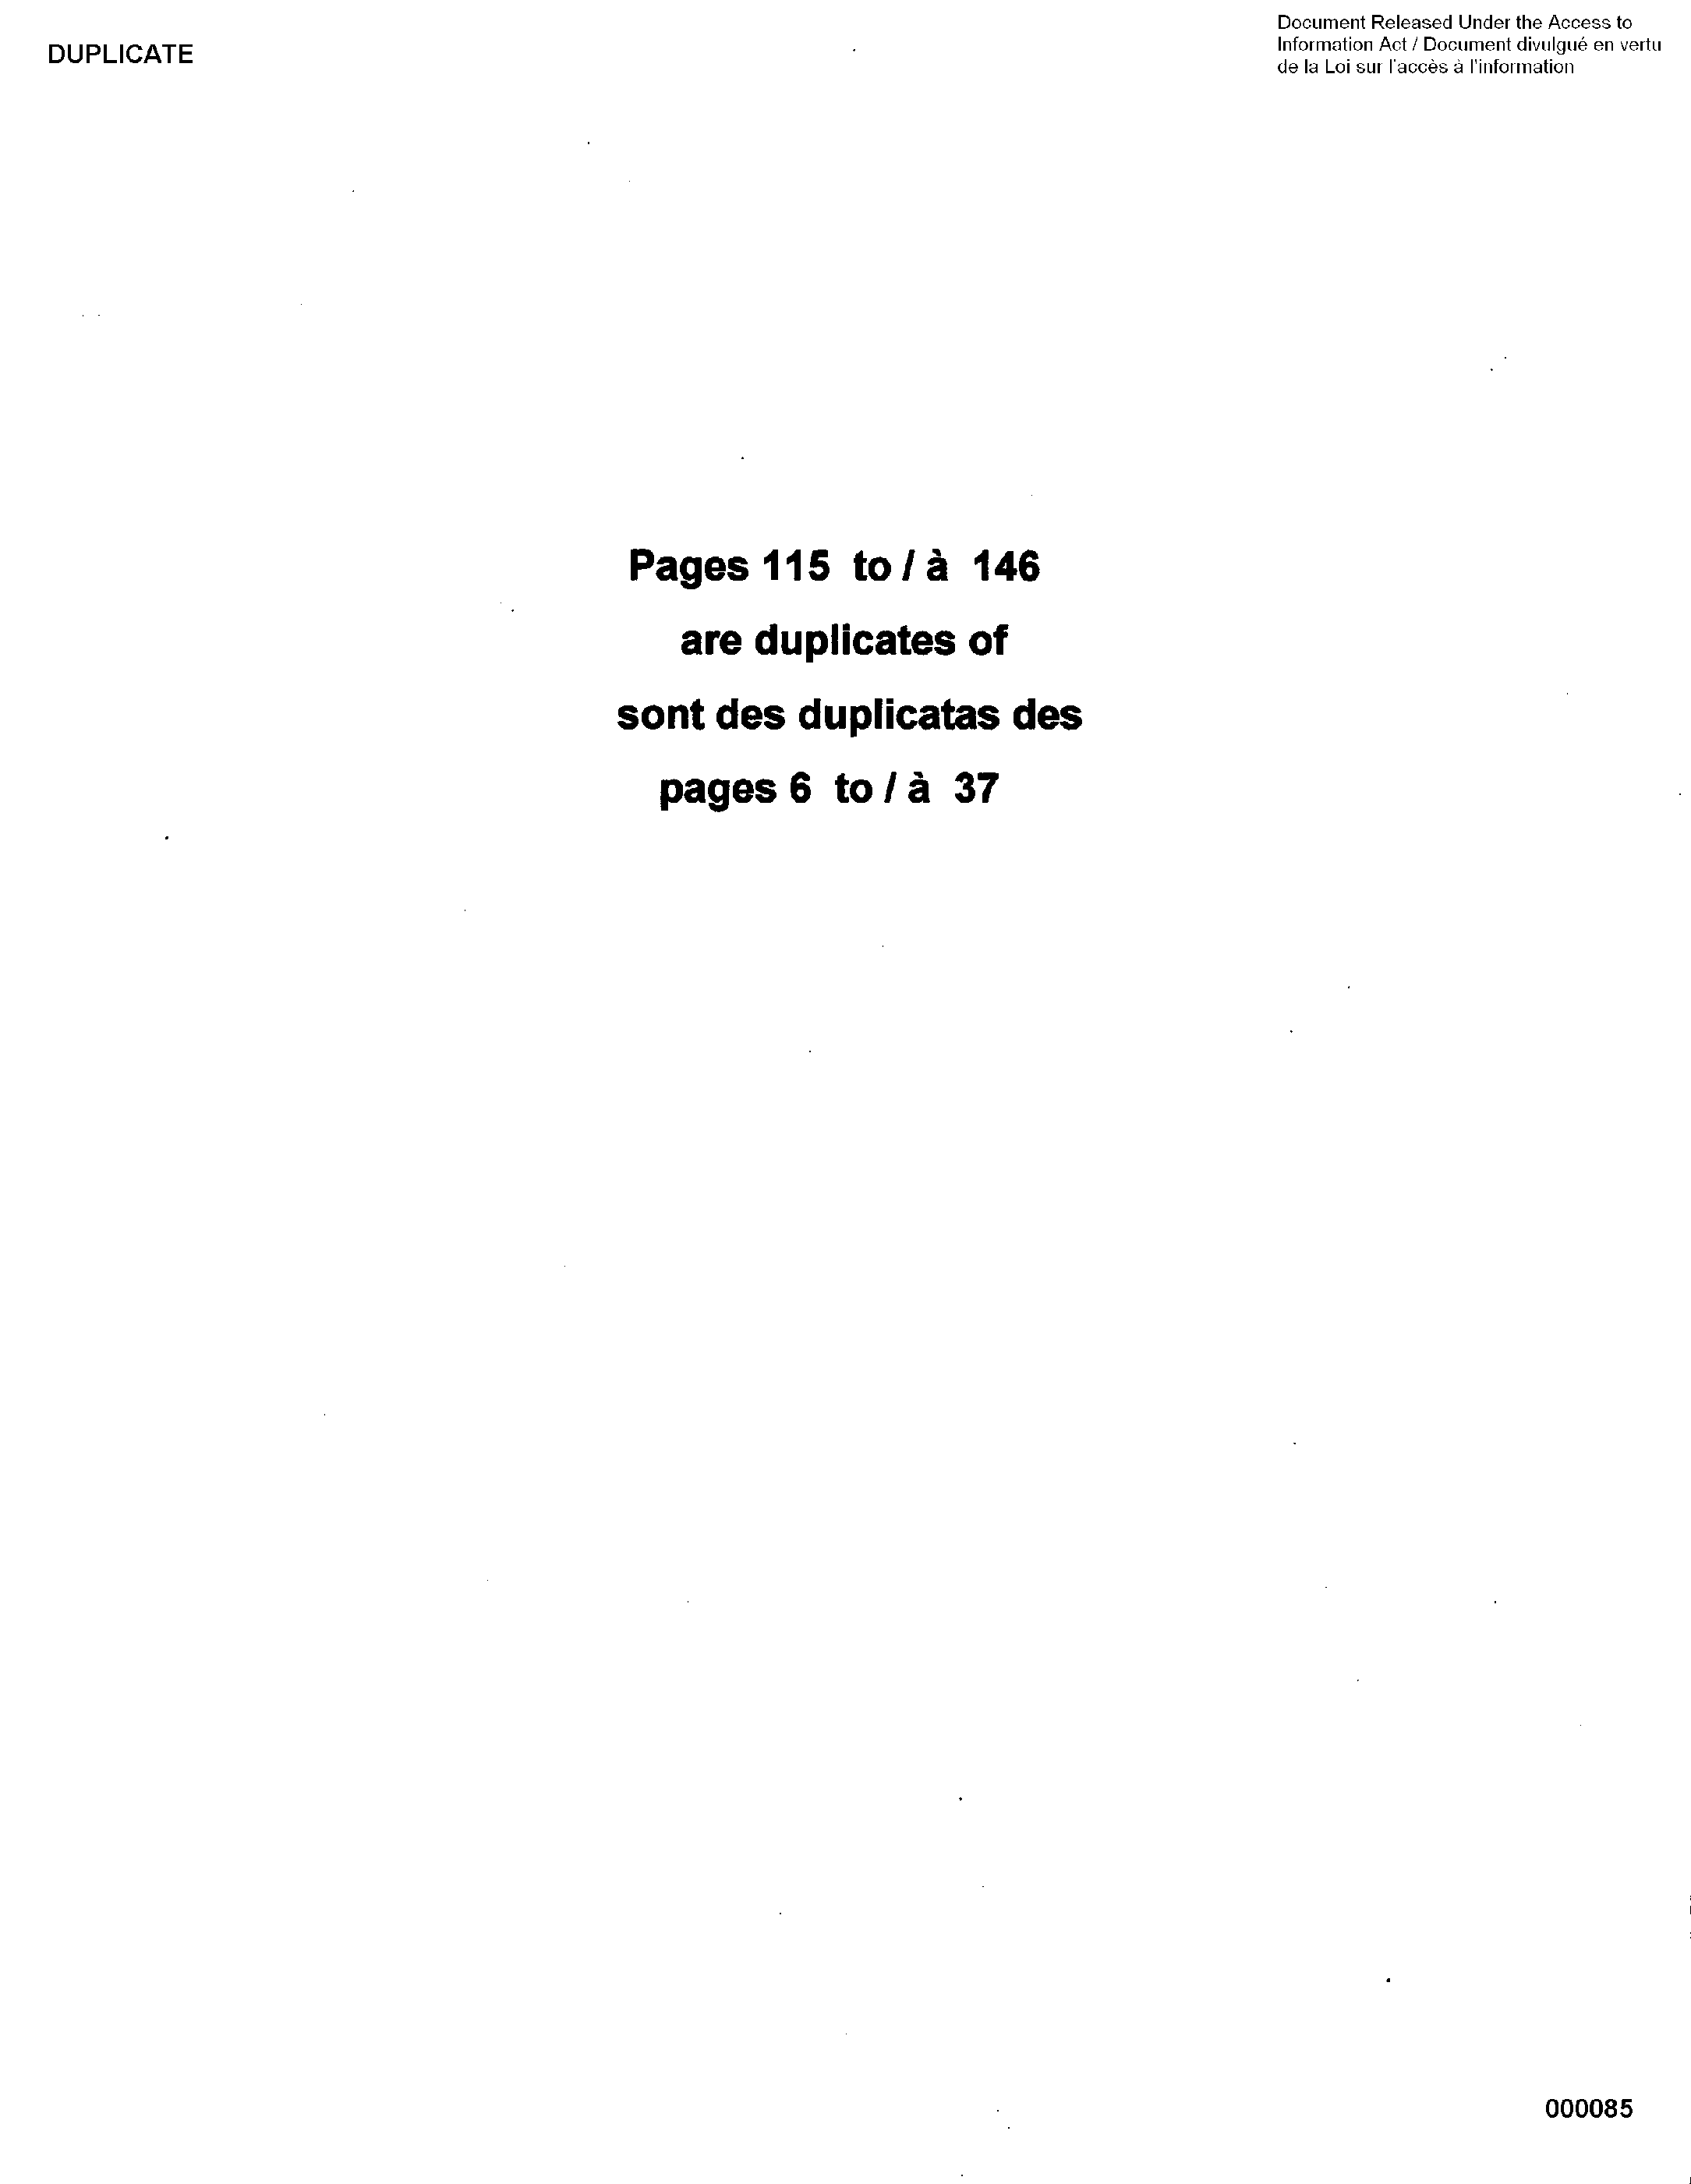 DUPLICATE
Document Released Under the Access to
Information Act / Document divulgué en vertu
de la Loi sur l'accès à l'information
Pages 115 to / à 146
are duplicates of
sont des duplicatas des
pages 6 to / à 37
000085